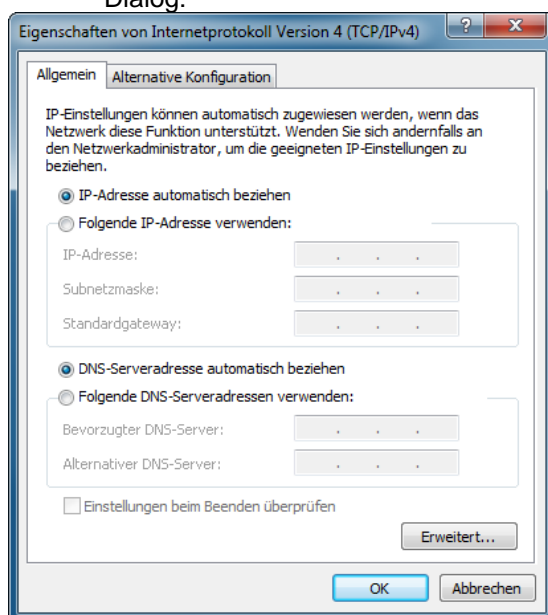 Dialog.
Eigenschaften von Internetprotokoll Version 4 (TCP/IPv4)
?
X
Allgemein
Alternative Konfiguration
IP-Einstellungen können automatisch zugewiesen werden, wenn das
Netzwerk diese Funktion unterstützt. Wenden Sie sich andernfalls an
den Netzwerkadministrator, um die geeigneten IP-Einstellungen zu
beziehen.
IP-Adresse automatisch beziehen
Folgende IP-Adresse verwenden:
IP-Adresse: . . .
Subnetzmaske: . . .
Standardgateway: . . .
DNS-Serveradresse automatisch beziehen
Folgende DNS-Serveradressen verwenden:
Bevorzugter DNS-Server: . . .
Alternativer DNS-Server: . . .
Einstellungen beim Beenden überprüfen
Erweitert...
OK
Abbrechen